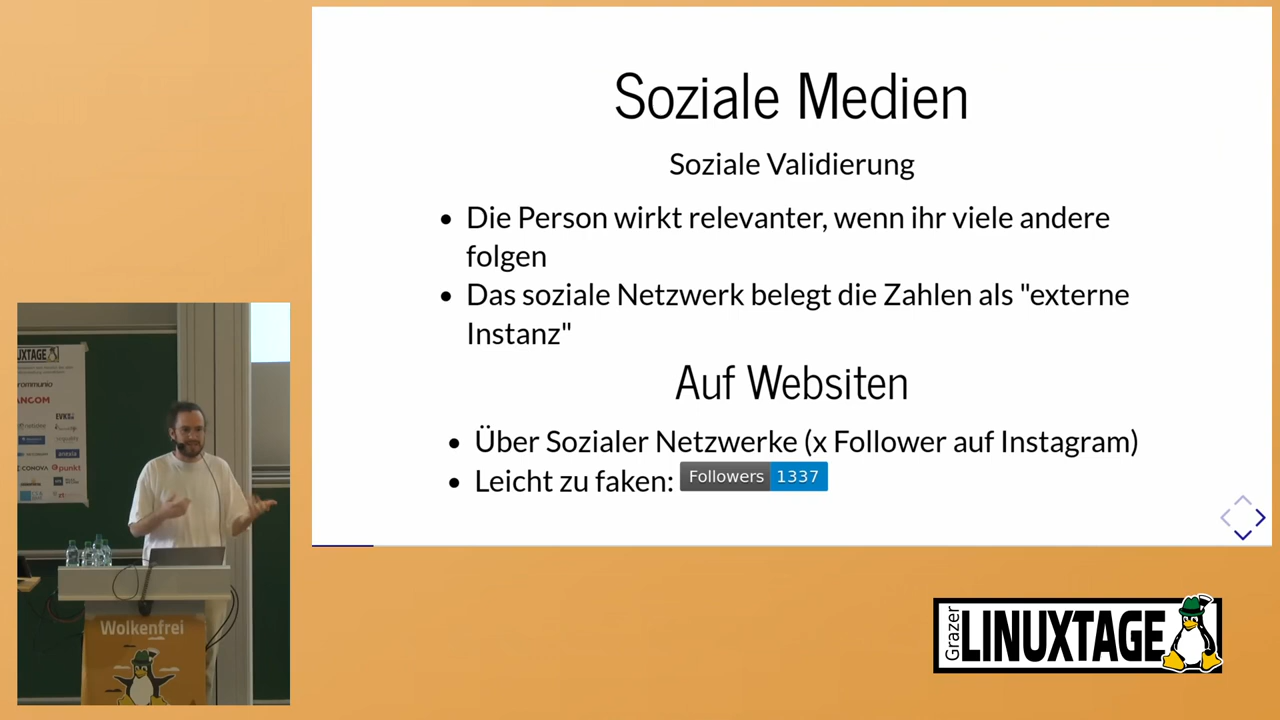 Soziale Medien
Soziale Validierung
• Die Person wirkt relevanter, wenn ihr viele andere
folgen
• Das soziale Netzwerk belegt die Zahlen als "externe
Instanz"
Auf Websiten
• Über Sozialer Netzwerke (x Follower auf Instagram)
• Leicht zu faken: Followers 1337
UXTAGE
Wolkenfrei
Grazer
LINUXTAGE